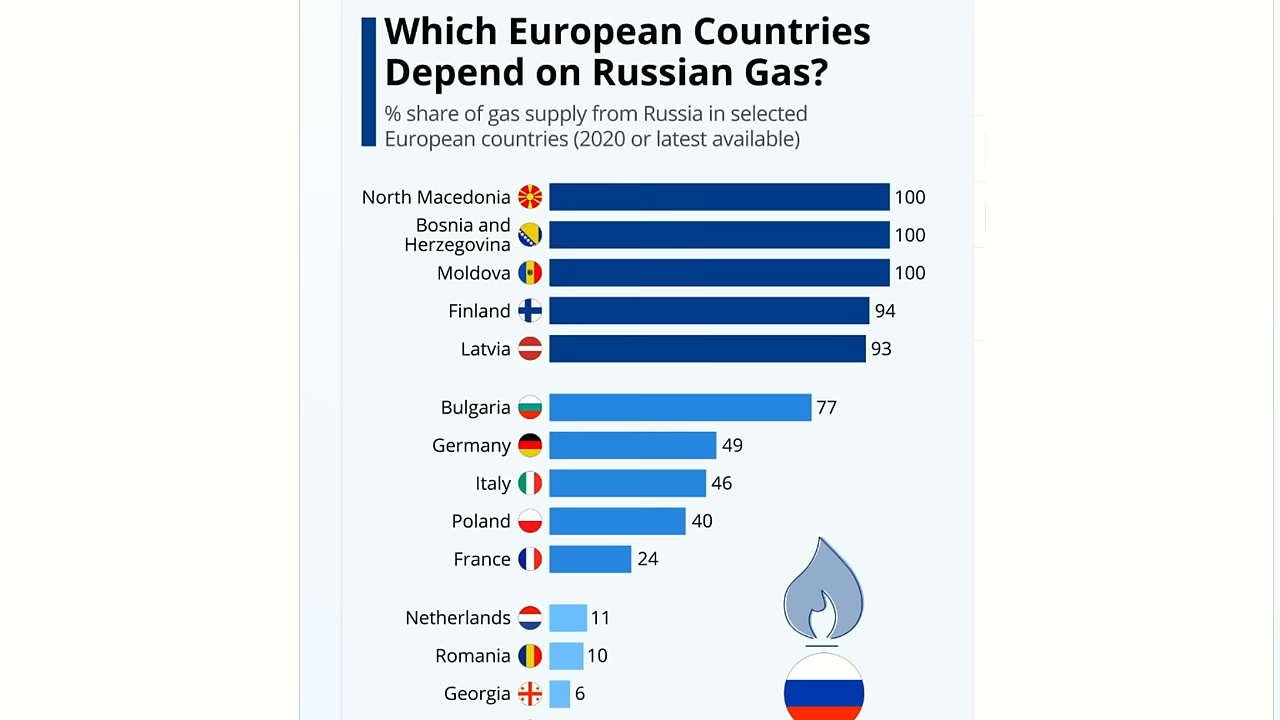 Which European Countries
Depend on Russian Gas?
% share of gas supply from Russia in selected
European countries (2020 or latest available)
North Macedonia 100
Bosnia and
Herzegovina 100
Moldova 100
Finland 94
Latvia 93
Bulgaria 77
Germany 49
Italy 46
Poland 40
France 24
Netherlands 11
Romania 10
Georgia 6